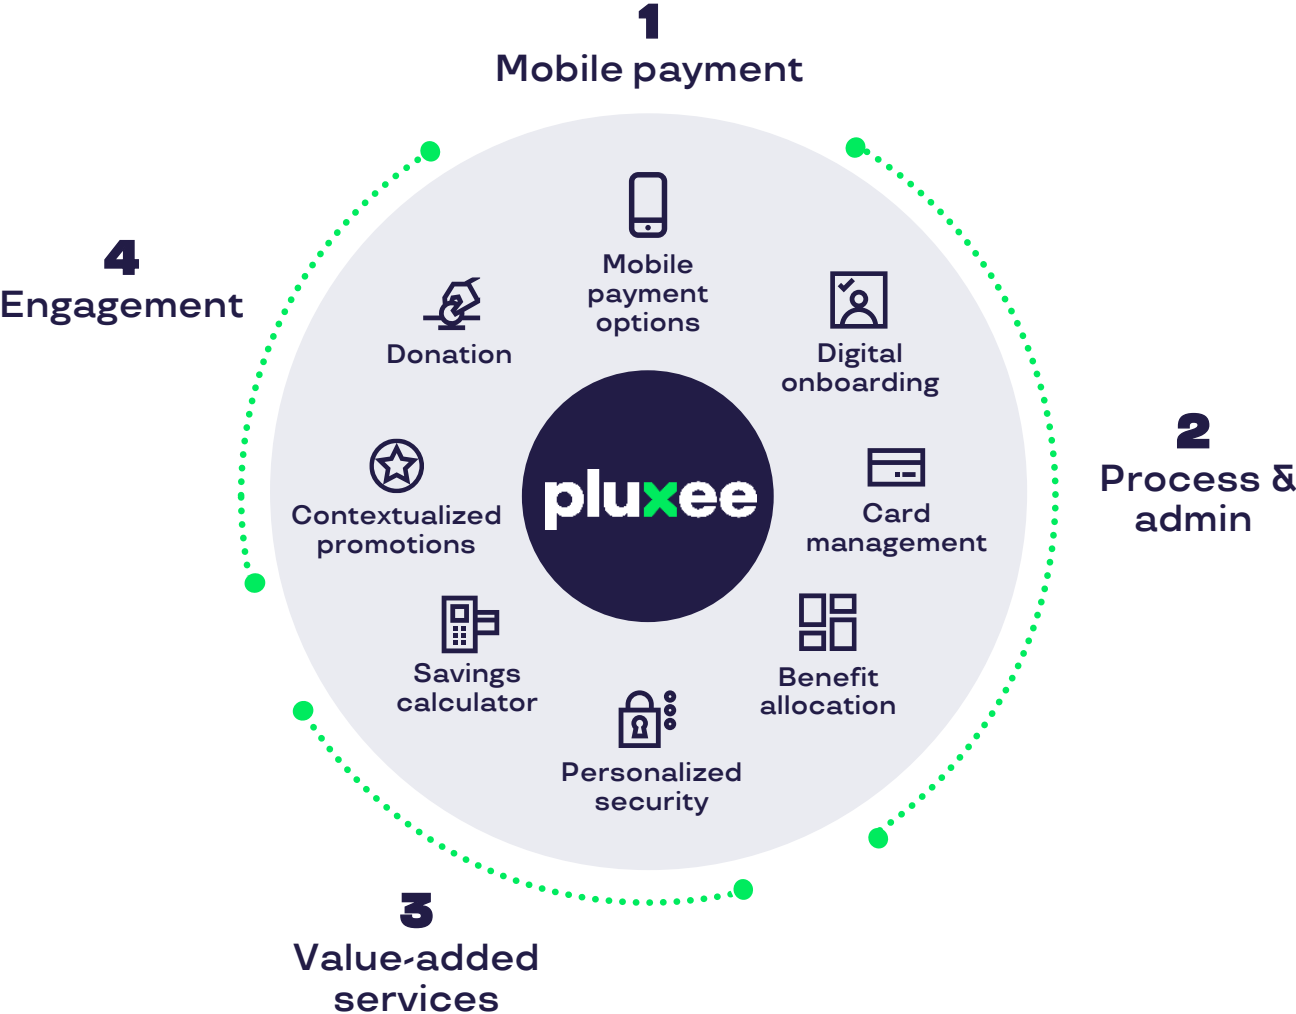 1
Mobile payment
Mobile
payment
options
Digital
onboarding
2
Process &
admin
Card
management
Benefit
allocation
Personalized
security
3
Value-added
services
Savings
calculator
Contextualized
promotions
Donation
4
Engagement
pluxee